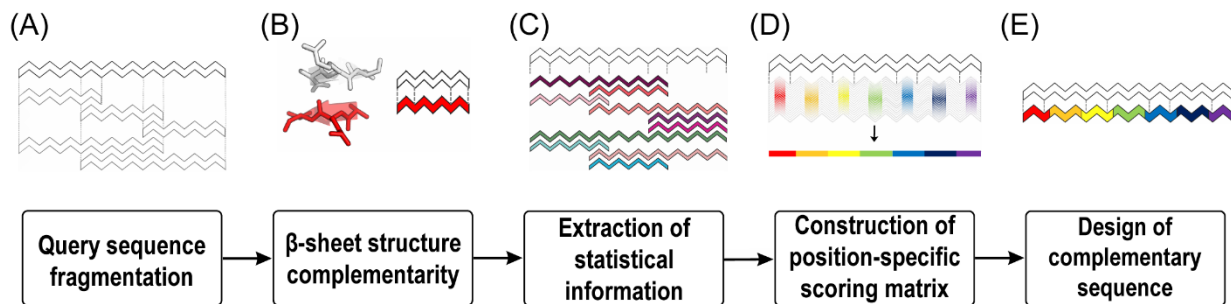 (A)
(B)
(C)
(D)
(E)
Query sequence
fragmentation
β-sheet structure
complementarity
Extraction of
statistical
information
Construction of
position-specific
scoring matrix
Design of
complementary
sequence